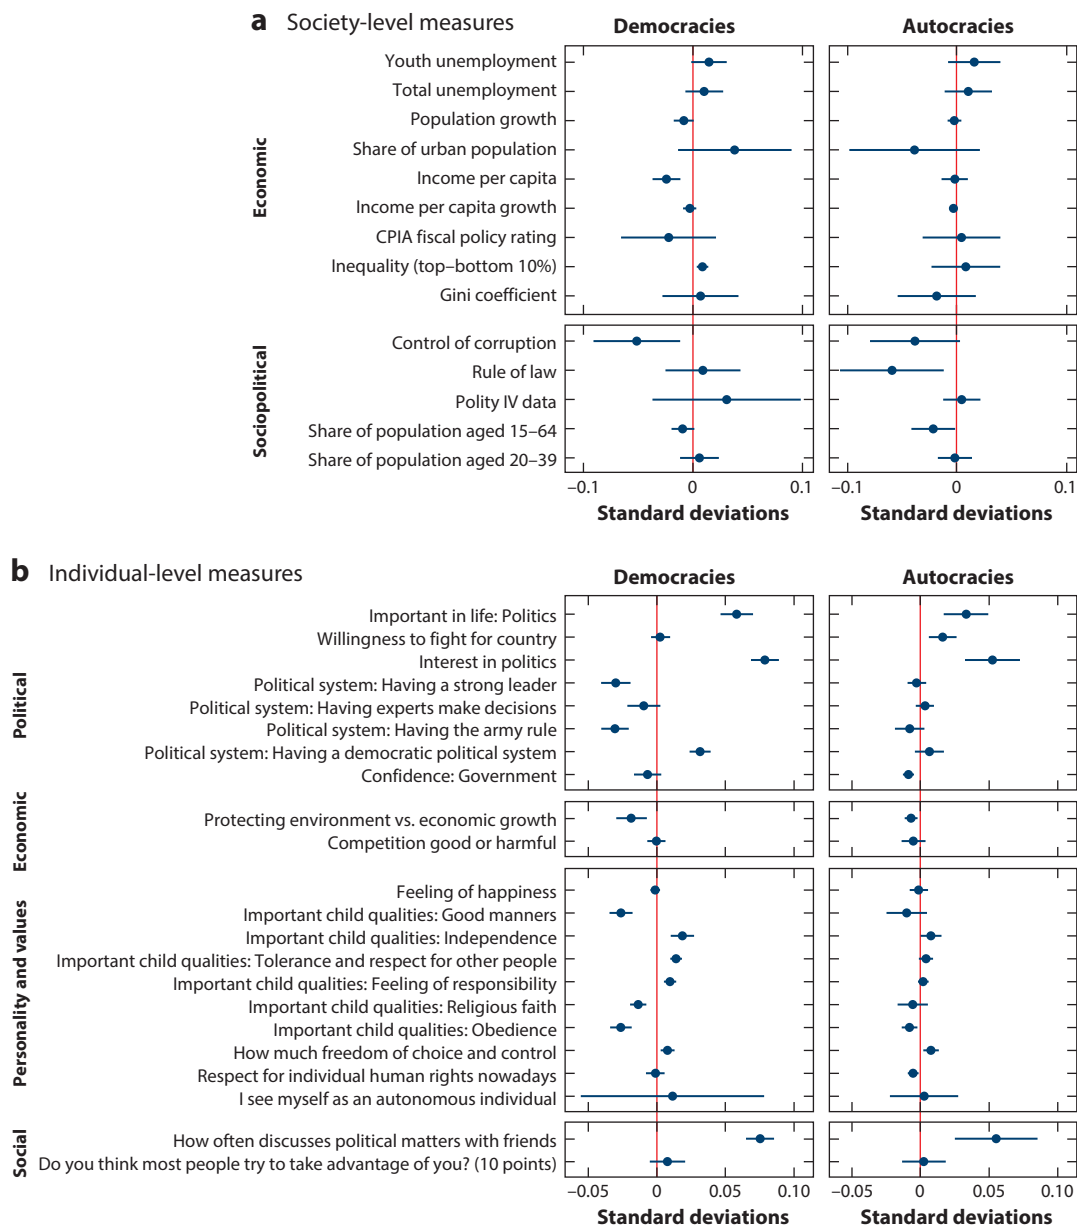 a Society-level measures
Democracies
Autocracies
Economic
Youth unemployment
Total unemployment
Population growth
Share of urban population
Income per capita
Income per capita growth
CPIA fiscal policy rating
Inequality (top–bottom 10%)
Gini coefficient
Sociopolitical
Control of corruption
Rule of law
Polity IV data
Share of population aged 15–64
Share of population aged 20–39
−0.1 0 0.1
−0.1 0 0.1
Standard deviations
Standard deviations
b Individual-level measures
Democracies
Autocracies
Political
Important in life: Politics
Willingness to fight for country
Interest in politics
Political system: Having a strong leader
Political system: Having experts make decisions
Political system: Having the army rule
Political system: Having a democratic political system
Confidence: Government
Economic
Protecting environment vs. economic growth
Competition good or harmful
Personality and values
Feeling of happiness
Important child qualities: Good manners
Important child qualities: Independence
Important child qualities: Tolerance and respect for other people
Important child qualities: Feeling of responsibility
Important child qualities: Religious faith
Important child qualities: Obedience
How much freedom of choice and control
Respect for individual human rights nowadays
I see myself as an autonomous individual
Social
How often discusses political matters with friends
Do you think most people try to take advantage of you? (10 points)
−0.05 0 0.05 0.10
−0.05 0 0.05 0.10
Standard deviations
Standard deviations